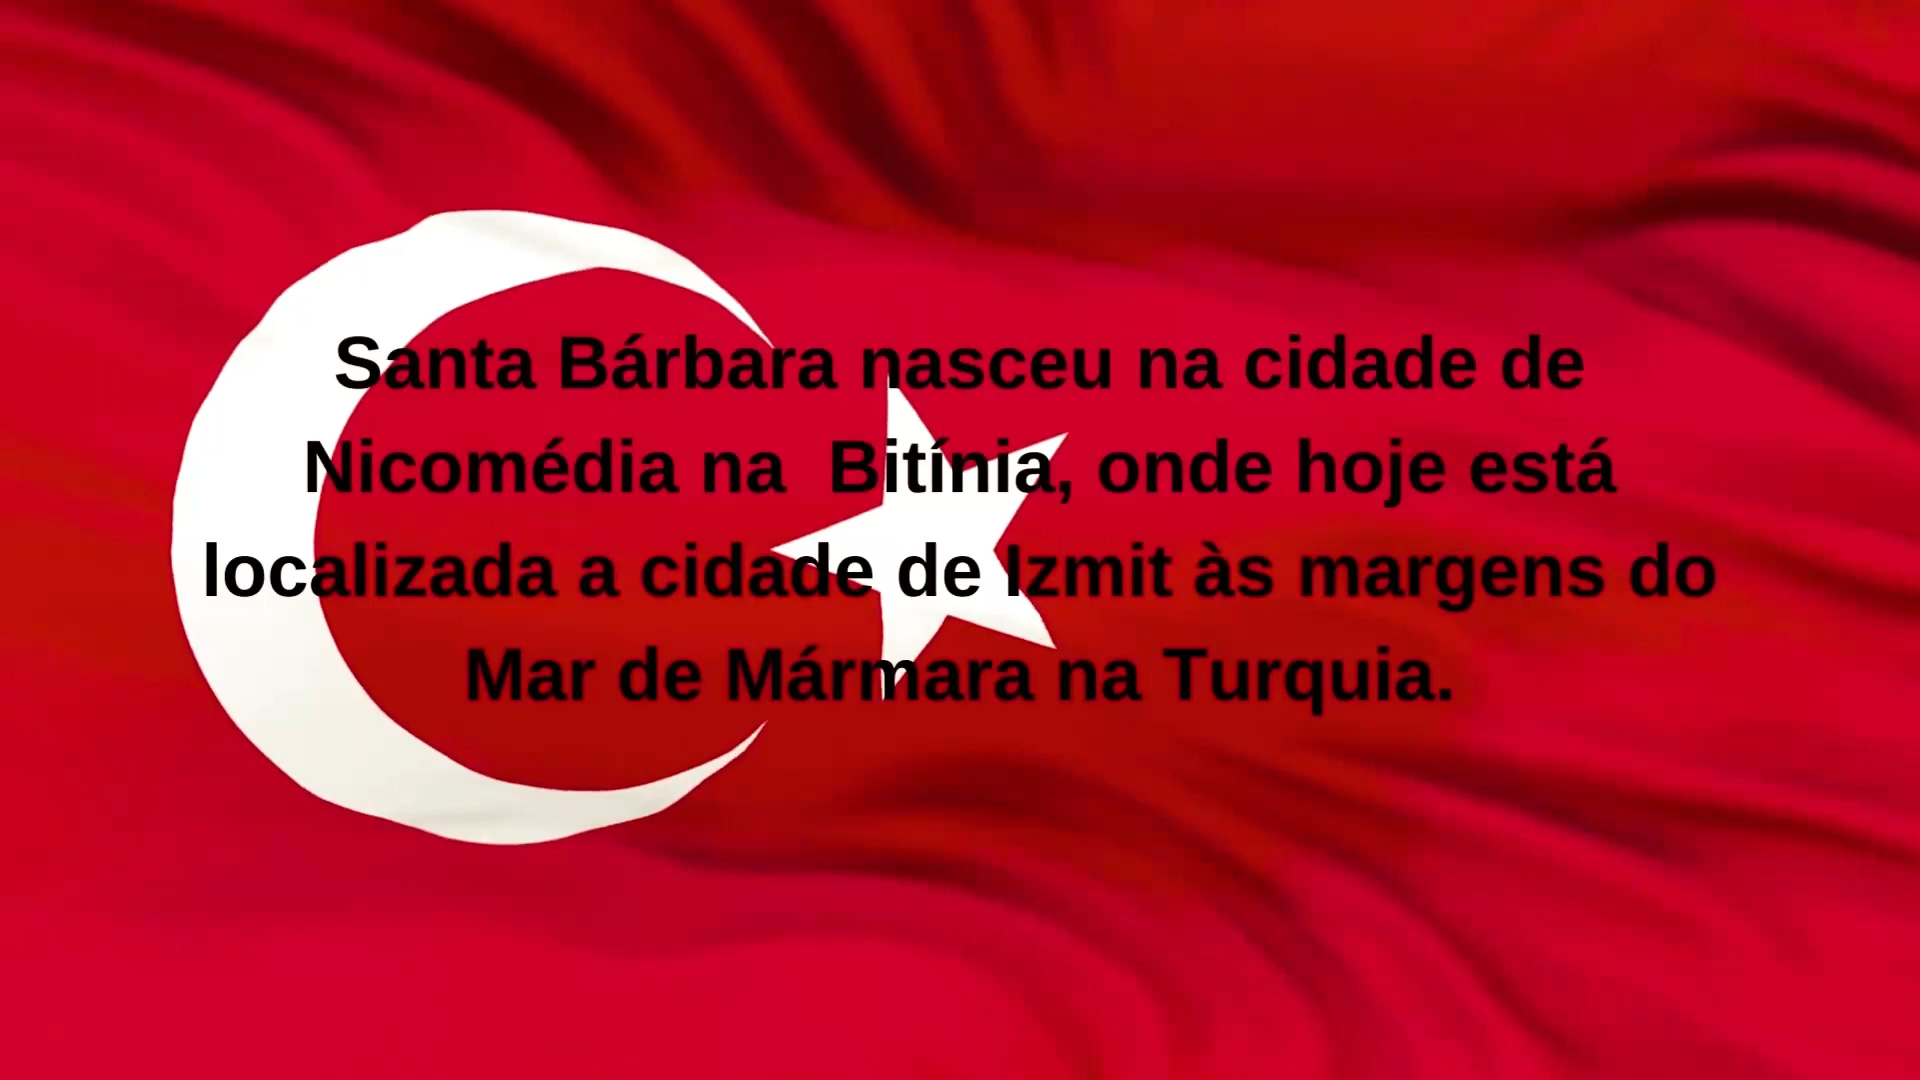 Santa Bárbara nasceu na cidade de
Nicomédia na  Bitínia, onde hoje está
localizada a cidade de Izmit às margens do
Mar de Mármara na Turquia.